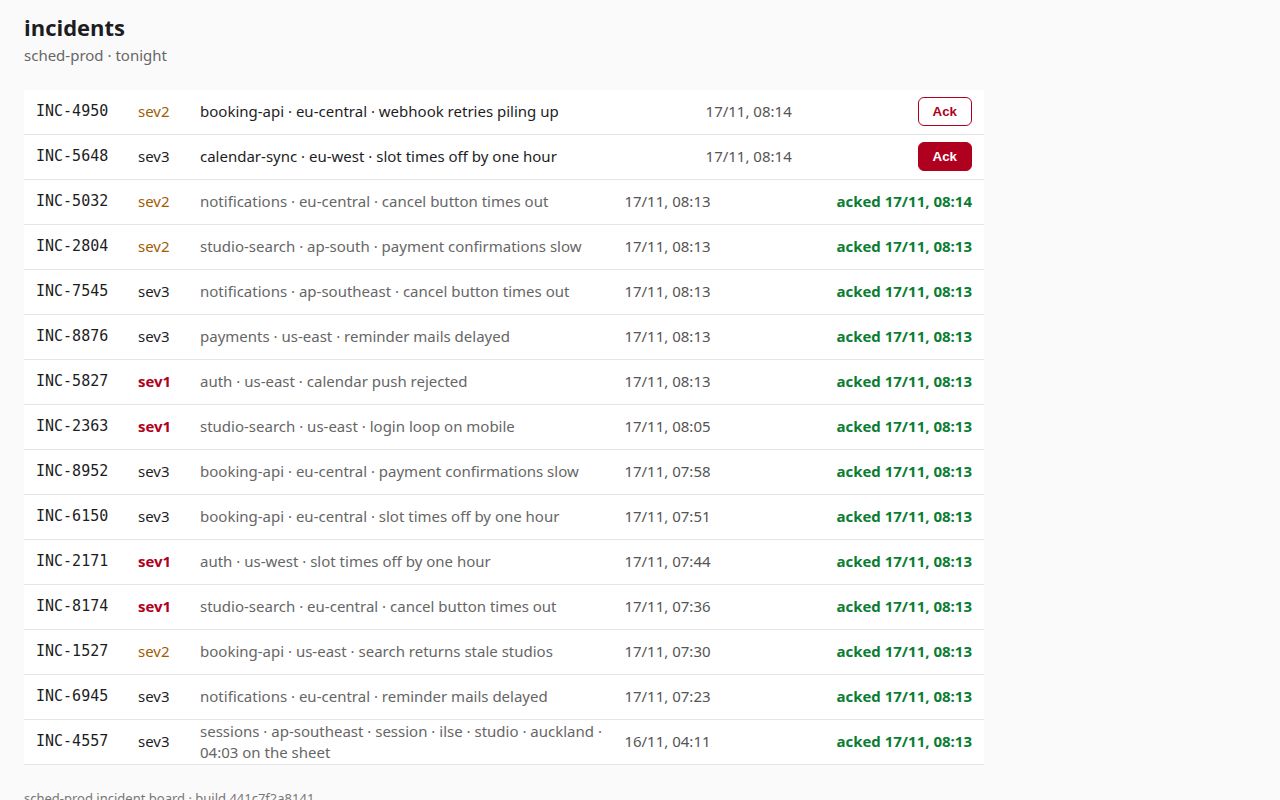 incidents
sched-prod · tonight
INC-4950 sev2 booking-api · eu-central · webhook retries piling up 17/11, 08:14 Ack
INC-5648 sev3 calendar-sync · eu-west · slot times off by one hour 17/11, 08:14 Ack
INC-5032 sev2 notifications · eu-central · cancel button times out 17/11, 08:13 acked 17/11, 08:14
INC-2804 sev2 studio-search · ap-south · payment confirmations slow 17/11, 08:13 acked 17/11, 08:13
INC-7545 sev3 notifications · ap-southeast · cancel button times out 17/11, 08:13 acked 17/11, 08:13
INC-8876 sev3 payments · us-east · reminder mails delayed 17/11, 08:13 acked 17/11, 08:13
INC-5827 sev1 auth · us-east · calendar push rejected 17/11, 08:13 acked 17/11, 08:13
INC-2363 sev1 studio-search · us-east · login loop on mobile 17/11, 08:05 acked 17/11, 08:13
INC-8952 sev3 booking-api · eu-central · payment confirmations slow 17/11, 07:58 acked 17/11, 08:13
INC-6150 sev3 booking-api · eu-central · slot times off by one hour 17/11, 07:51 acked 17/11, 08:13
INC-2171 sev1 auth · us-west · slot times off by one hour 17/11, 07:44 acked 17/11, 08:13
INC-8174 sev1 studio-search · eu-central · cancel button times out 17/11, 07:36 acked 17/11, 08:13
INC-1527 sev2 booking-api · us-east · search returns stale studios 17/11, 07:30 acked 17/11, 08:13
INC-6945 sev3 notifications · eu-central · reminder mails delayed 17/11, 07:23 acked 17/11, 08:13
INC-4557 sev3 sessions · ap-southeast · session · ilse · studio · auckland · 16/11, 04:11 acked 17/11, 08:13
04:03 on the sheet
sched-prod incident board · build 441c7f2a8141